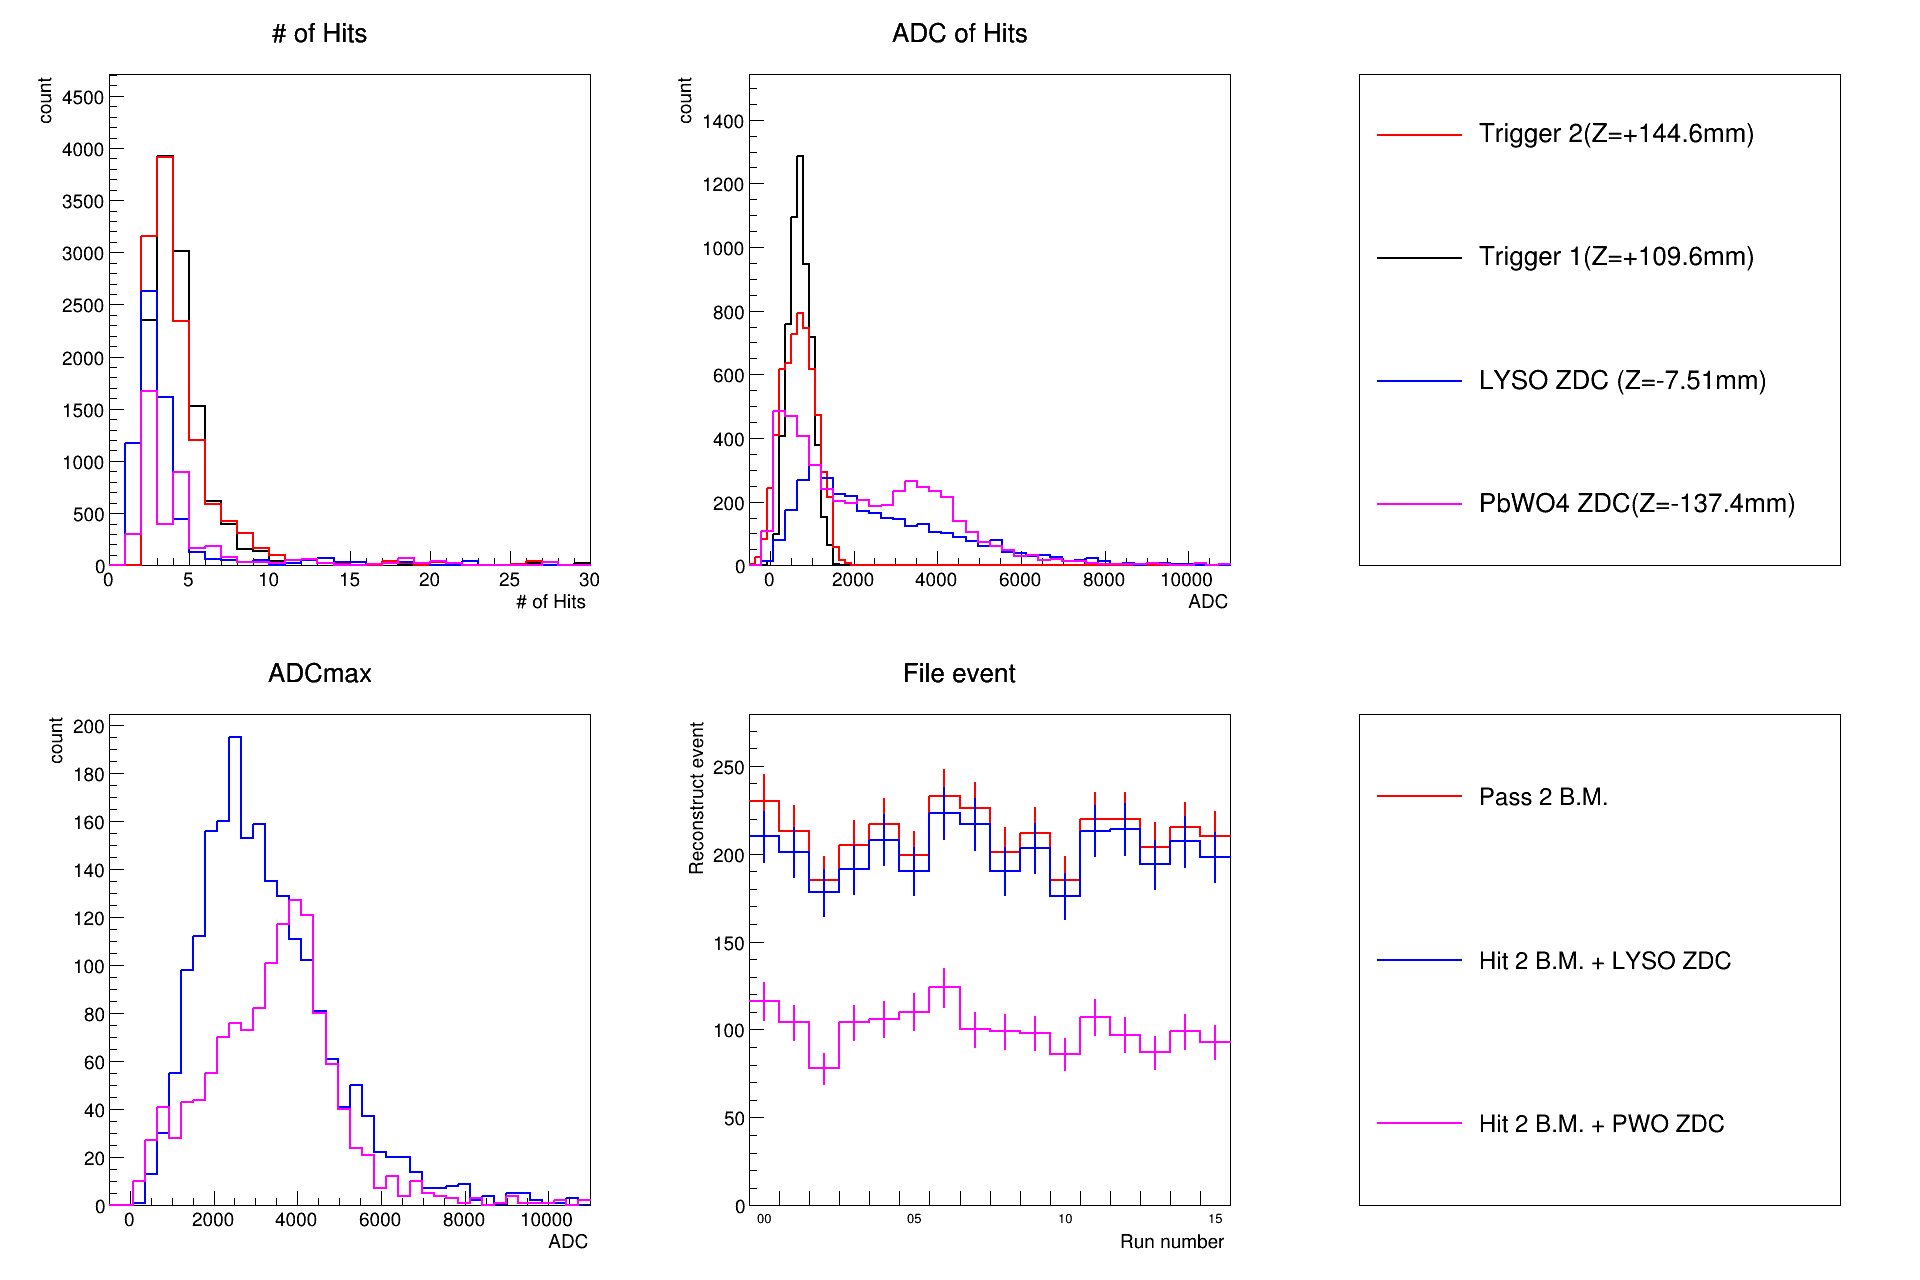 # of Hits
count
4500
4000
3500
3000
2500
2000
1500
1000
500
0
0 5 10 15 20 25 30
# of Hits
ADC of Hits
count
1400
1200
1000
800
600
400
200
0
0 2000 4000 6000 8000 10000
ADC
Trigger 2(Z=+144.6mm)
Trigger 1(Z=+109.6mm)
LYSO ZDC (Z=-7.51mm)
PbWO4 ZDC(Z=-137.4mm)
ADCmax
count
200
180
160
140
120
100
80
60
40
20
0
0 2000 4000 6000 8000 10000
ADC
File event
Reconstruct event
250
200
150
100
50
0
00 05 10 15
Run number
Pass 2 B.M.
Hit 2 B.M. + LYSO ZDC
Hit 2 B.M. + PWO ZDC